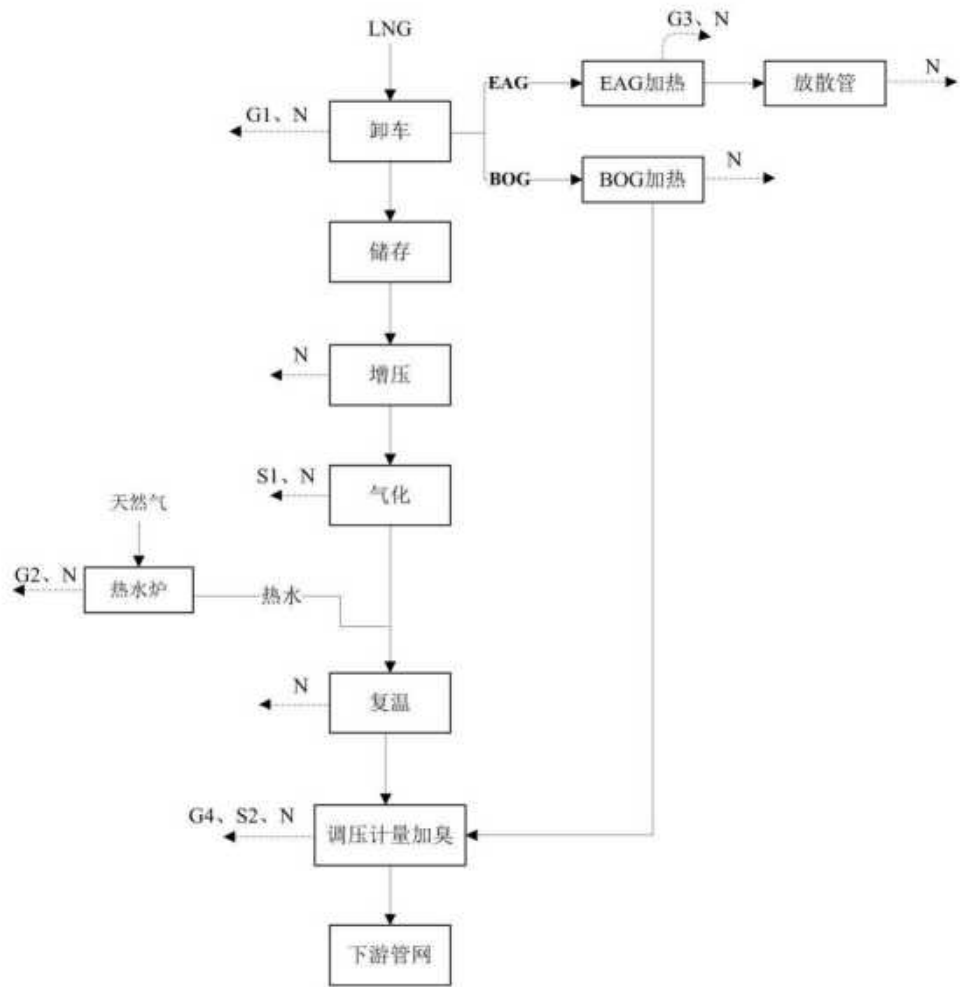 LNG
G3、N
EAG
EAG加热
放散管
N
G1、N
卸车
BOG
BOG加热
N
储存
N
增压
S1、N
气化
天然气
G2、N
热水炉
热水
N
复温
G4、S2、N
调压计量加臭
下游管网